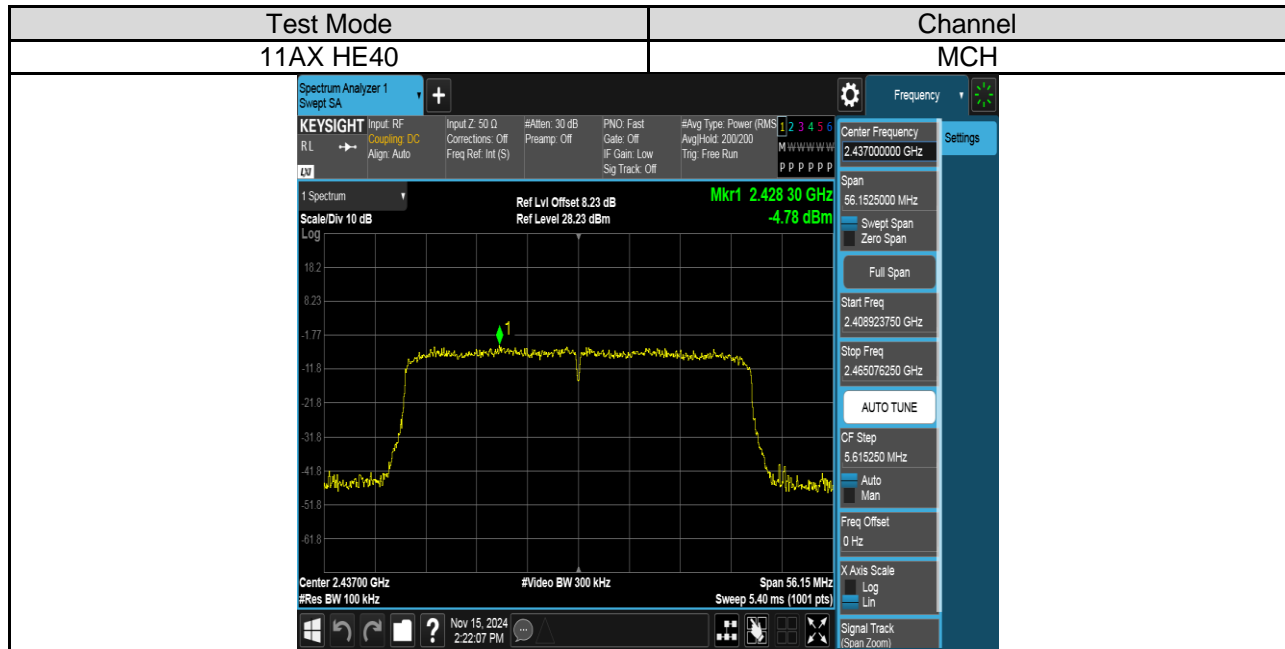 Test Mode Channel
11AX HE40 MCH
Spectrum Analyzer 1
Swept SA
+
Frequency
KEYSIGHT Input: RF Input Z: 50 Ω #Atten: 30 dB PNO: Fast #Avg Type: Power (RMS 1 2 3 4 5 6
RL Coupling: DC Corrections: Off Preamp: Off Gate: Off Avg|Hold: 200/200 M W W W W W
Align: Auto Freq Ref: Int (S) IF Gain: Low Trig: Free Run
LXI Sig Track: Off P P P P P P
1 Spectrum Ref Lvl Offset 8.23 dB Mkr1 2.428 30 GHz
Scale/Div 10 dB Ref Level 28.23 dBm -4.78 dBm
Log
18.2
8.23
-1.77
1
-11.8
-21.8
-31.8
-41.8
-51.8
-61.8
Center 2.43700 GHz #Video BW 300 kHz Span 56.15 MHz
#Res BW 100 kHz Sweep 5.40 ms (1001 pts)
Center Frequency
2.437000000 GHz
Settings
Span
56.1525000 MHz
Swept Span
Zero Span
Full Span
Start Freq
2.408923750 GHz
Stop Freq
2.465076250 GHz
AUTO TUNE
CF Step
5.615250 MHz
Auto
Man
Freq Offset
0 Hz
X Axis Scale
Log
Lin
Signal Track
(Span Zoom)
? Nov 15, 2024
2:22:07 PM